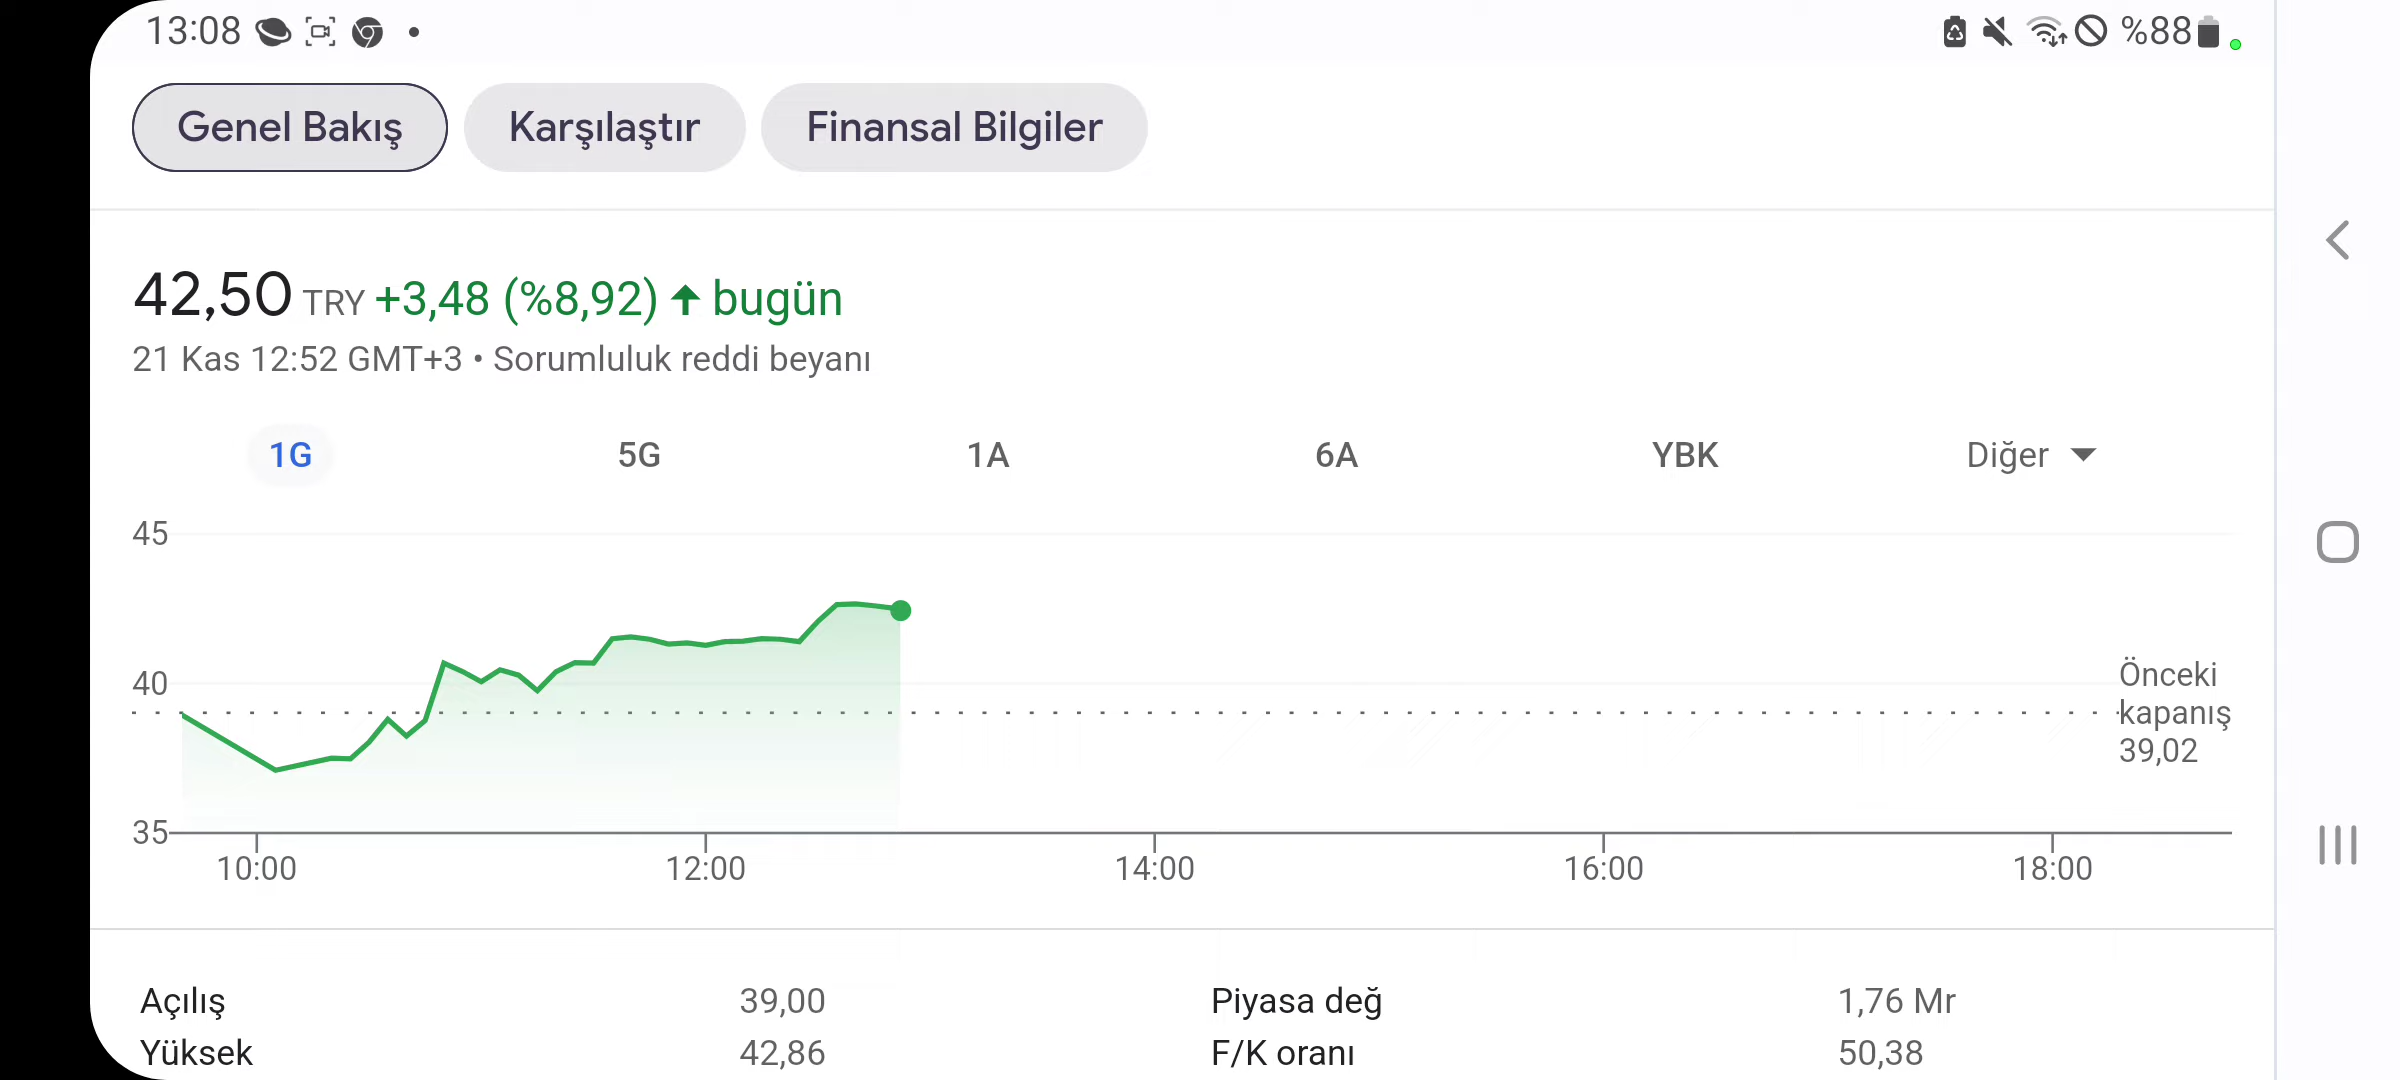 13:08 %88
Genel Bakış Karşılaştır Finansal Bilgiler
42,50 TRY +3,48 (%8,92) ↑ bugün
21 Kas 12:52 GMT+3 • Sorumluluk reddi beyanı
1G 5G 1A 6A YBK Diğer
45
40
35
Önceki
kapanış
39,02
10:00 12:00 14:00 16:00 18:00
Açılış 39,00 Piyasa değ 1,76 Mr
Yüksek 42,86 F/K oranı 50,38